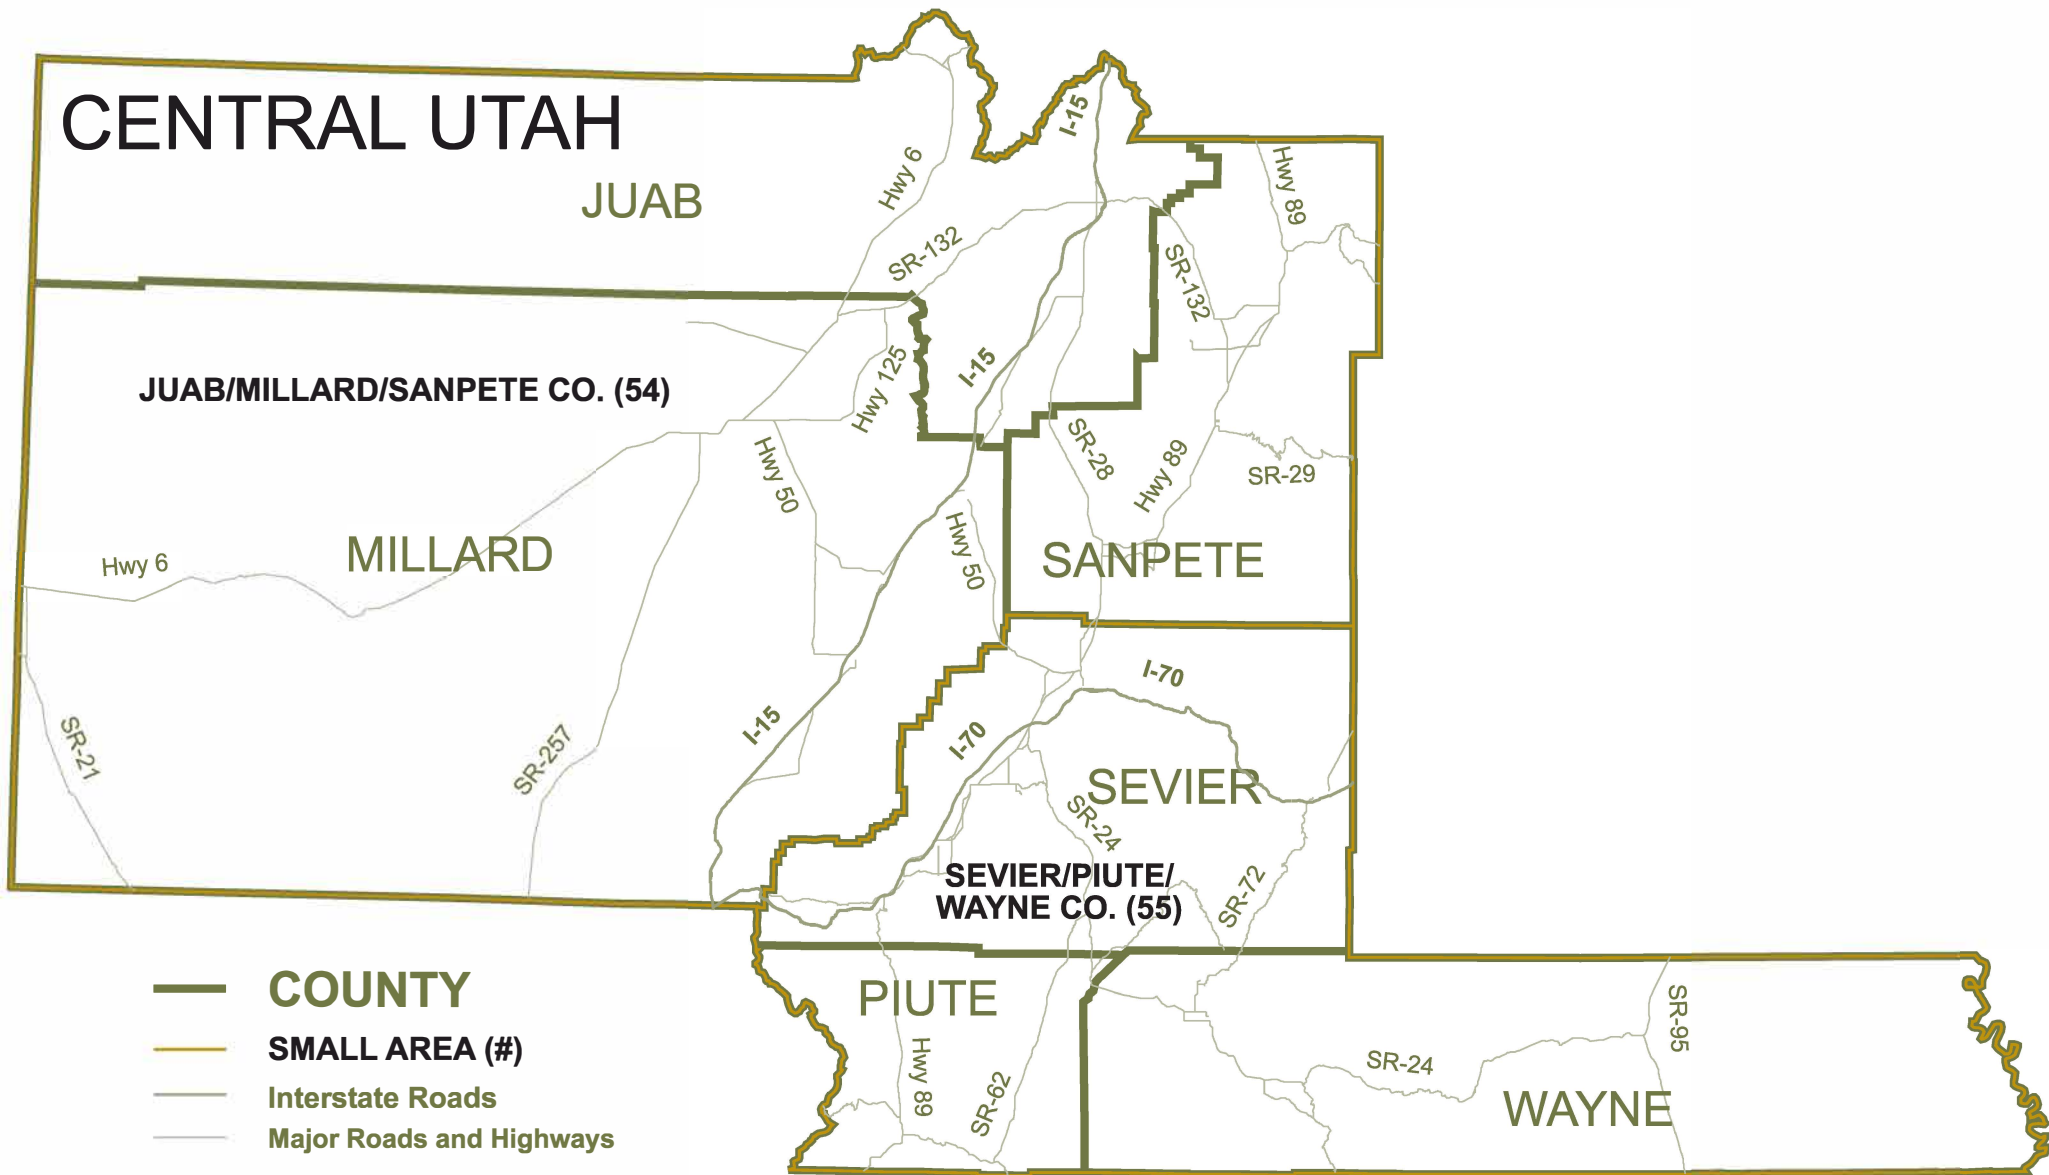 CENTRAL UTAH
JUAB
I-15
Hwy 6
Hwy 89
SR-132
SR-132
I-15
Hwy 125
JUAB/MILLARD/SANPETE CO. (54)
SR-28
Hwy 89
SR-29
Hwy 50
Hwy 50
MILLARD
Hwy 6
SANPETE
I-70
I-15
I-70
SR-21
SR-257
SEVIER
SR-24
SEVIER/PIUTE/
WAYNE CO. (55)
SR-72
PIUTE
SR-95
Hwy 89
SR-62
SR-24
WAYNE
COUNTY
SMALL AREA (#)
Interstate Roads
Major Roads and Highways